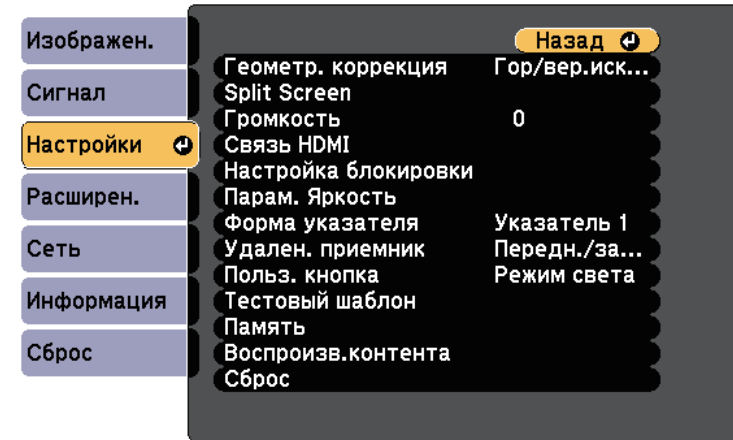 Изображен.
Сигнал
Настройки
Расширен.
Сеть
Информация
Сброс
Назад
Геометр. коррекция Гор/вер.иск...
Split Screen
Громкость 0
Связь HDMI
Настройка блокировки
Парам. Яркость
Форма указателя Указатель 1
Удален. приемник Передн./за...
Польз. кнопка Режим света
Тестовый шаблон
Память
Воспроизв.контента
Сброс